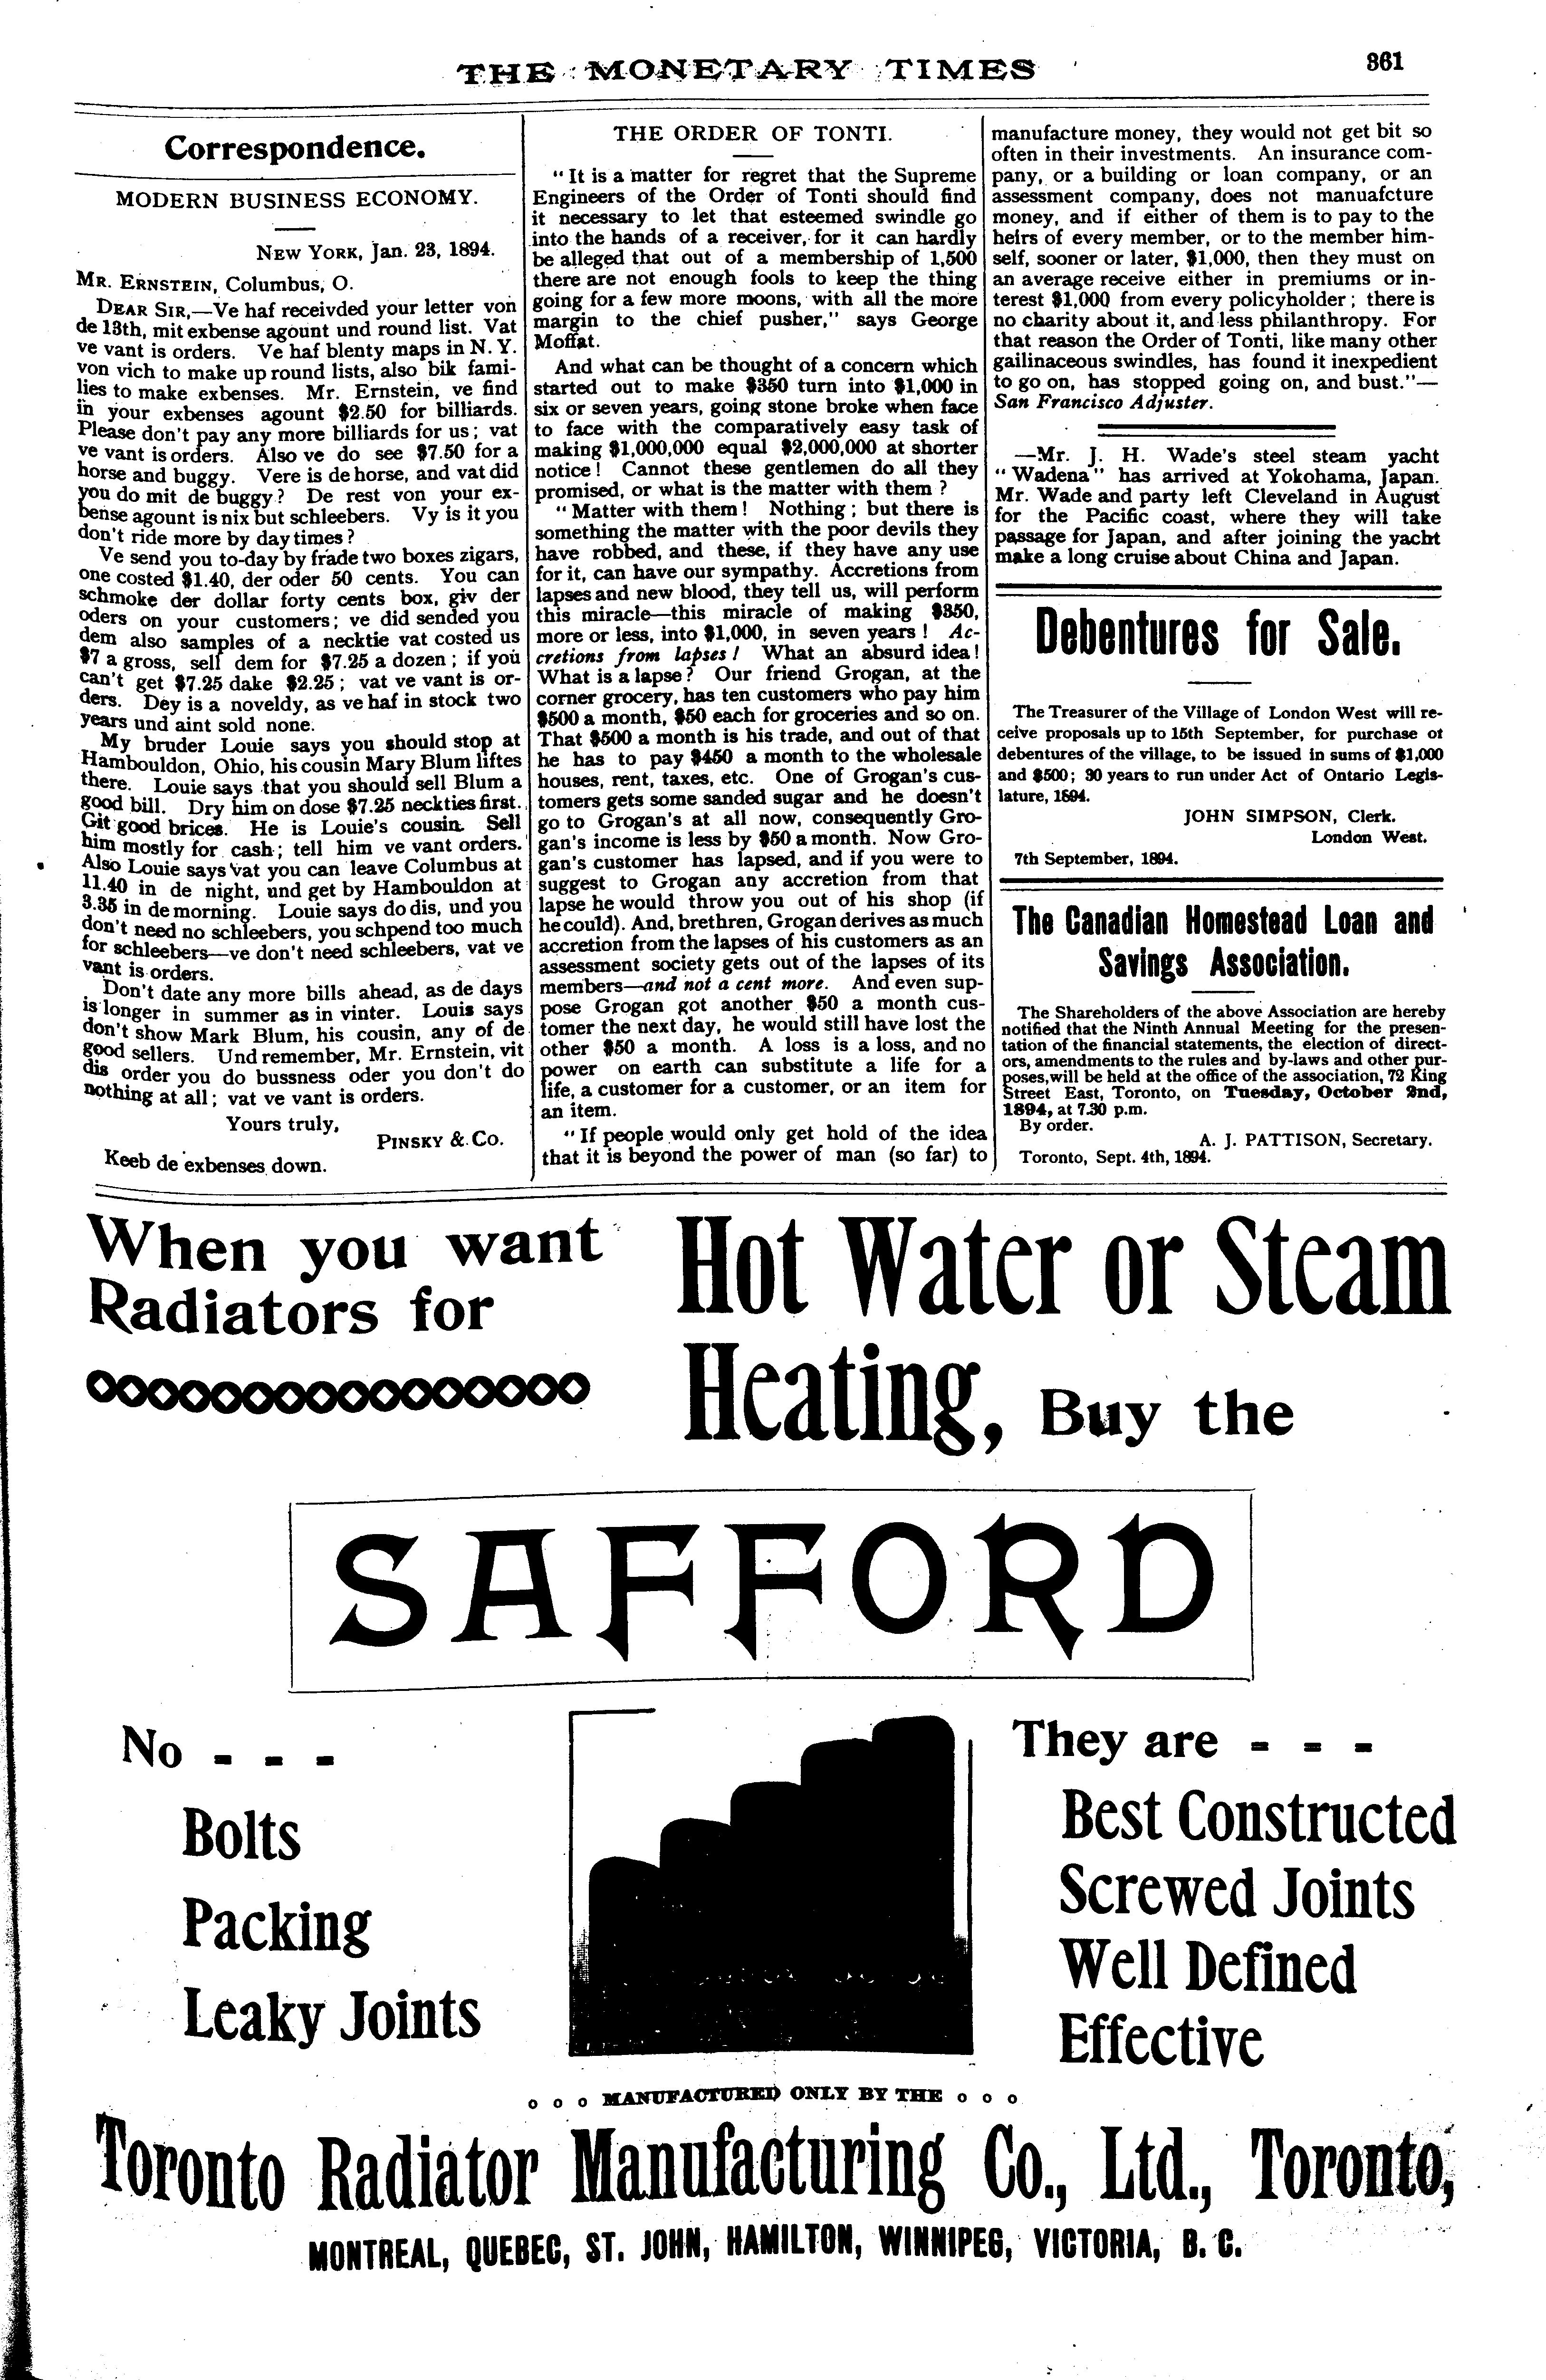 THE MONETARY TIMES
361
Correspondence.
MODERN BUSINESS ECONOMY.
NEW YORK, Jan. 23, 1894.
MR. ERNSTEIN, Columbus, O.
DEAR SIR,—Ve haf receivded your letter von
de 13th, mit exbense agount und round list. Vat
ve vant is orders. Ve haf blenty maps in N. Y.
von vich to make up round lists, also bik fami-
lies to make exbenses. Mr. Ernstein, ve find
in your exbenses agount $2.50 for billiards.
Please don't pay any more billiards for us; vat
ve vant is orders. Also ve do see $7.50 for a
horse and buggy. Vere is de horse, and vat did
you do mit de buggy? De rest von your ex-
bense agount is nix but schleebers. Vy is it you
don't ride more by day times?
Ve send you to-day by frade two boxes zigars,
one costed $1.40, der oder 50 cents. You can
schmoke der dollar forty cents box, giv der
oders on your customers; ve did sended you
dem also samples of a necktie vat costed us
$7 a gross, sell dem for $7.25 a dozen; if you
can't get $7.25 dake $2.25; vat ve vant is or-
ders. Dey is a noveldy, as ve haf in stock two
years und aint sold none.
My bruder Louie says you should stop at
Hambouldon, Ohio, his cousin Mary Blum liftes
there. Louie says that you should sell Blum a
good bill. Dry him on dose $7.25 neckties first.
Git good brices. He is Louie's cousin. Sell
him mostly for cash; tell him ve vant orders.
Also Louie says vat you can leave Columbus at
11.40 in de night, und get by Hambouldon at
3.35 in de morning. Louie says do dis, und you
don't need no schleebers, you schpend too much
for schleebers—ve don't need schleebers, vat ve
vant is orders.
Don't date any more bills ahead, as de days
is longer in summer as in vinter. Louis says
don't show Mark Blum, his cousin, any of de
good sellers. Und remember, Mr. Ernstein, vit
dis order you do bussness oder you don't do
nothing at all; vat ve vant is orders.
Yours truly,
PINSKY & Co.
Keeb de exbenses down.
THE ORDER OF TONTI.
"It is a matter for regret that the Supreme
Engineers of the Order of Tonti should find
it necessary to let that esteemed swindle go
into the hands of a receiver, for it can hardly
be alleged that out of a membership of 1,500
there are not enough fools to keep the thing
going for a few more moons, with all the more
margin to the chief pusher," says George
Moffat.
And what can be thought of a concern which
started out to make $350 turn into $1,000 in
six or seven years, going stone broke when face
to face with the comparatively easy task of
making $1,000,000 equal $2,000,000 at shorter
notice! Cannot these gentlemen do all they
promised, or what is the matter with them?
"Matter with them! Nothing; but there is
something the matter with the poor devils they
have robbed, and these, if they have any use
for it, can have our sympathy. Accretions from
lapses and new blood, they tell us, will perform
this miracle—this miracle of making $350,
more or less, into $1,000, in seven years! Ac-
cretions from lapses! What an absurd idea!
What is a lapse? Our friend Grogan, at the
corner grocery, has ten customers who pay him
$500 a month, $50 each for groceries and so on.
That $500 a month is his trade, and out of that
he has to pay $450 a month to the wholesale
houses, rent, taxes, etc. One of Grogan's cus-
tomers gets some sanded sugar and he doesn't
go to Grogan's at all now, consequently Gro-
gan's income is less by $50 a month. Now Gro-
gan's customer has lapsed, and if you were to
suggest to Grogan any accretion from that
lapse he would throw you out of his shop (if
he could). And, brethren, Grogan derives as much
accretion from the lapses of his customers as an
assessment society gets out of the lapses of its
members—and not a cent more. And even sup-
pose Grogan got another $50 a month cus-
tomer the next day, he would still have lost the
other $50 a month. A loss is a loss, and no
power on earth can substitute a life for a
life, a customer for a customer, or an item for
an item.
"If people would only get hold of the idea
that it is beyond the power of man (so far) to
manufacture money, they would not get bit so
often in their investments. An insurance com-
pany, or a building or loan company, or an
assessment company, does not manuafcture
money, and if either of them is to pay to the
heirs of every member, or to the member him-
self, sooner or later, $1,000, then they must on
an average receive either in premiums or in-
terest $1,000 from every policyholder; there is
no charity about it, and less philanthropy. For
that reason the Order of Tonti, like many other
gailinaceous swindles, has found it inexpedient
to go on, has stopped going on, and bust."—
San Francisco Adjuster.
—Mr. J. H. Wade's steel steam yacht
"Wadena" has arrived at Yokohama, Japan.
Mr. Wade and party left Cleveland in August
for the Pacific coast, where they will take
passage for Japan, and after joining the yacht
make a long cruise about China and Japan.
Debentures for Sale.
The Treasurer of the Village of London West will re-
ceive proposals up to 15th September, for purchase of
debentures of the village, to be issued in sums of $1,000
and $500; 30 years to run under Act of Ontario Legis-
lature, 1894.
JOHN SIMPSON, Clerk.
London West.
7th September, 1894.
The Canadian Homestead Loan and
Savings Association.
The Shareholders of the above Association are hereby
notified that the Ninth Annual Meeting for the presen-
tation of the financial statements, the election of direct-
ors, amendments to the rules and by-laws and other pur-
poses, will be held at the office of the association, 72 King
Street East, Toronto, on Tuesday, October 2nd,
1894, at 7.30 p.m.
By order.
A. J. PATTISON, Secretary.
Toronto, Sept. 4th, 1894.
When you want
Radiators for
Hot Water or Steam
Heating, Buy the
SAFFORD
No - - -
Bolts
Packing
Leaky Joints
They are - - -
Best Constructed
Screwed Joints
Well Defined
Effective
o o o MANUFACTURED ONLY BY THE o o o
Toronto Radiator Manufacturing Co., Ltd., Toronto,
MONTREAL, QUEBEC, ST. JOHN, HAMILTON, WINNIPEG, VICTORIA, B. C.